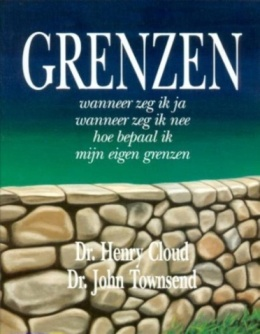 GRENZEN
wanneer zeg ik ja
wanneer zeg ik nee
hoe bepaal ik
mijn eigen grenzen
Dr. Henry Cloud
Dr. John Townsend